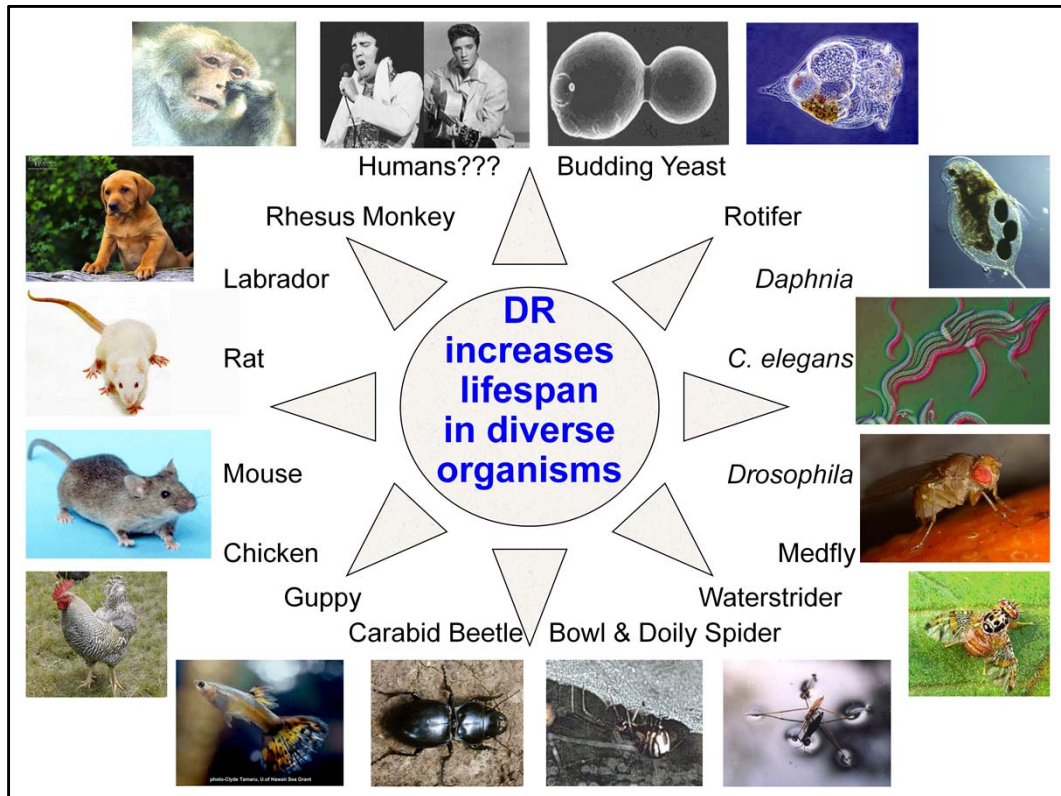 Humans???
Budding Yeast
Rhesus Monkey
Rotifer
Labrador
Daphnia
DR
increases
lifespan
in diverse
organisms
Rat
C. elegans
Mouse
Drosophila
Chicken
Medfly
Guppy
Waterstrider
Carabid Beetle
Bowl & Doily Spider
photo-Clyde Tamaru, U.of Hawaii Sea Grant